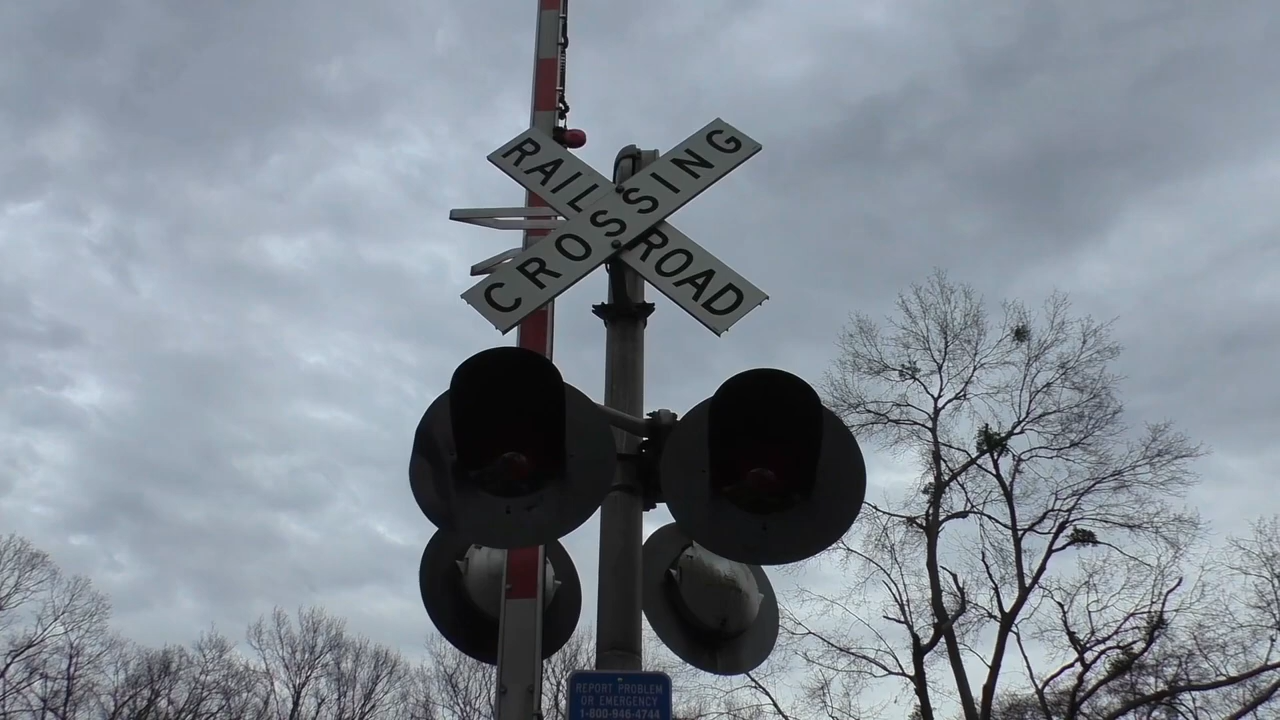 RAILROAD
CROSSING
REPORT PROBLEM
OR EMERGENCY
1-800-946-4744